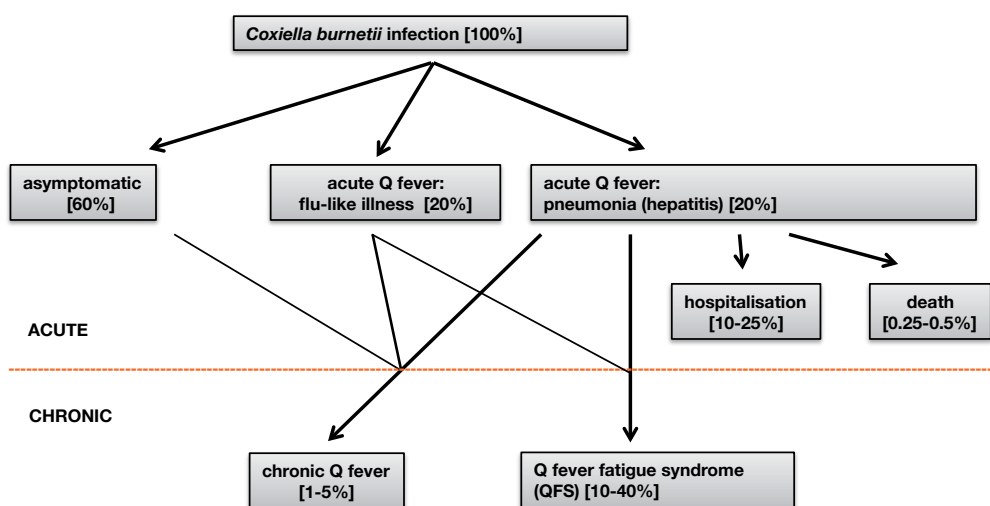 Coxiella burnetii infection [100%]
asymptomatic
[60%]
acute Q fever:
flu-like illness [20%]
acute Q fever:
pneumonia (hepatitis) [20%]
hospitalisation
[10-25%]
death
[0.25-0.5%]
ACUTE
CHRONIC
chronic Q fever
[1-5%]
Q fever fatigue syndrome
(QFS) [10-40%]